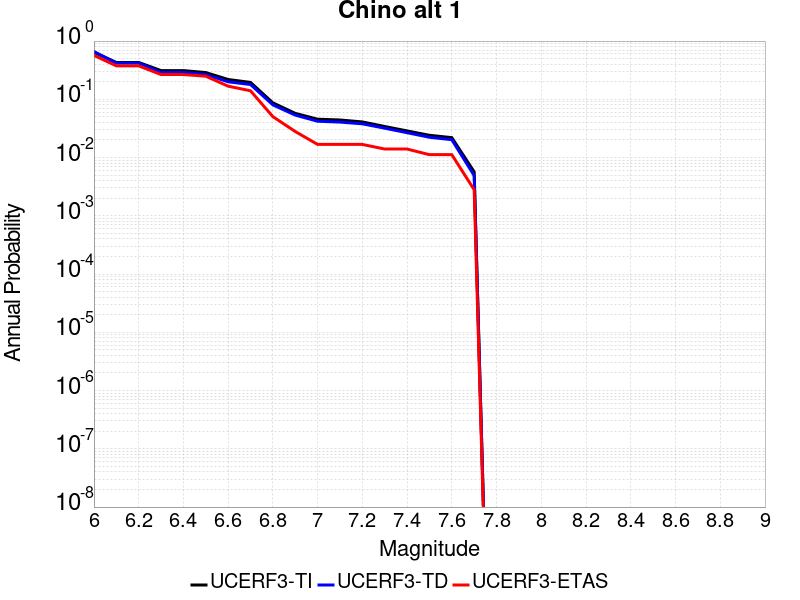 Chino alt 1
Annual Probability
10^0
10^-1
10^-2
10^-3
10^-4
10^-5
10^-6
10^-7
10^-8
6 6.2 6.4 6.6 6.8 7 7.2 7.4 7.6 7.8 8 8.2 8.4 8.6 8.8 9
Magnitude
UCERF3-TI UCERF3-TD UCERF3-ETAS